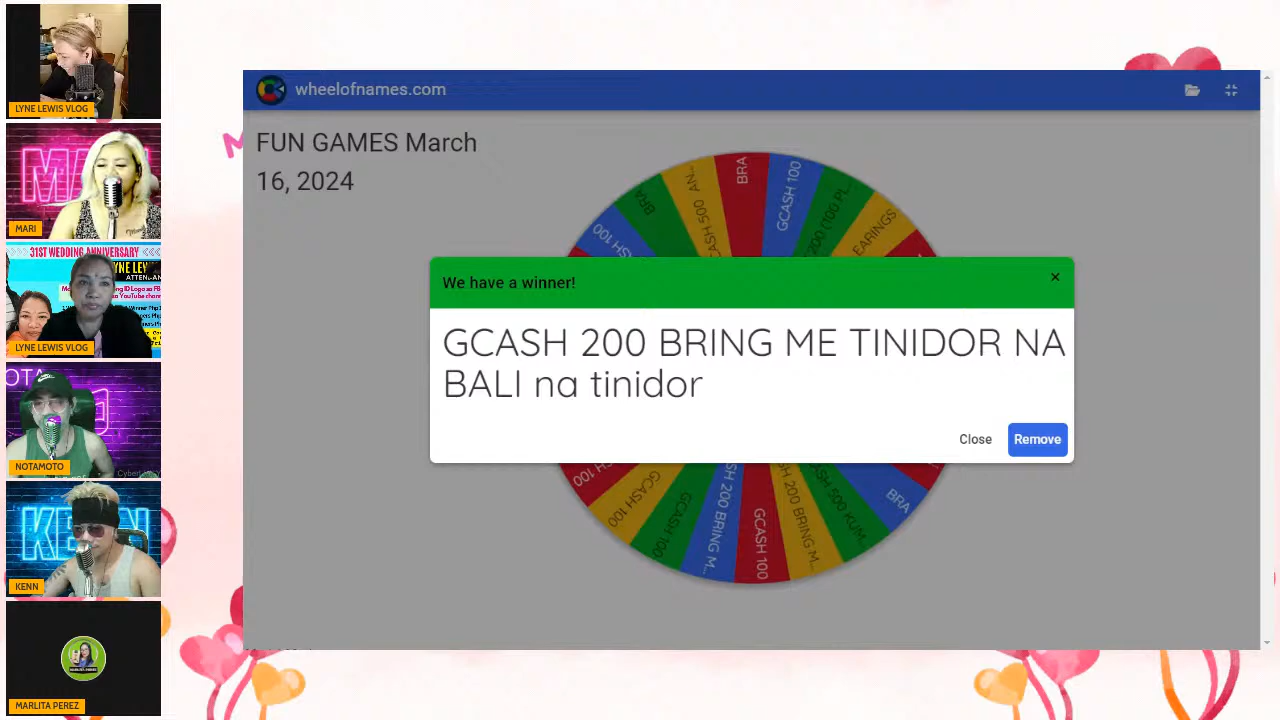 LYNE LEWIS VLOG
MARI
31ST WEDDING ANNIVERSARY
LYNE LEWIS VLOG
NOTAMOTO
KENN
MARLITA PEREZ
wheelofnames.com
FUN GAMES March
16, 2024
BRA
BRA
GCASH 100
EARINGS
We have a winner!
GCASH 200 BRING ME TINIDOR NA
BALI na tinidor
Close
Remove
GCASH 100
GCASH 100
GCASH 100
BRA